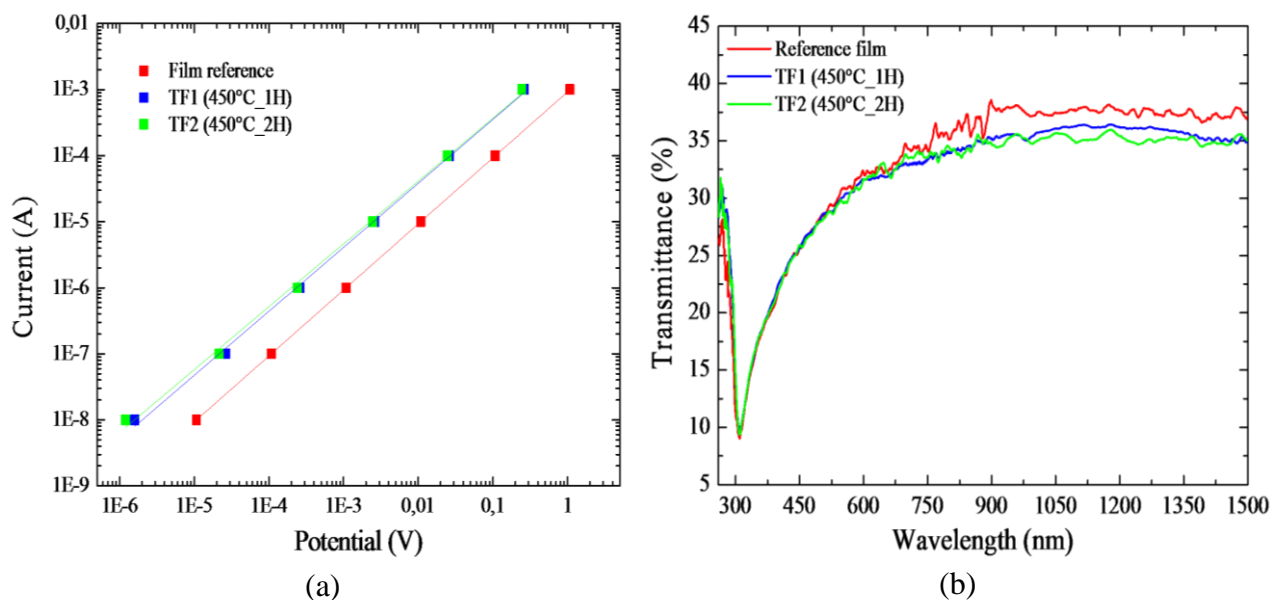 0,01
1E-3
1E-4
1E-5
1E-6
1E-7
1E-8
1E-9
Current (A)
Film reference
TF1 (450°C_1H)
TF2 (450°C_2H)
1E-6 1E-5 1E-4 1E-3 0,01 0,1 1
Potential (V)
(a)
45
40
35
30
25
20
15
10
5
Transmittance (%)
Reference film
TF1 (450°C_1H)
TF2 (450°C_2H)
300 450 600 750 900 1050 1200 1350 1500
Wavelength (nm)
(b)